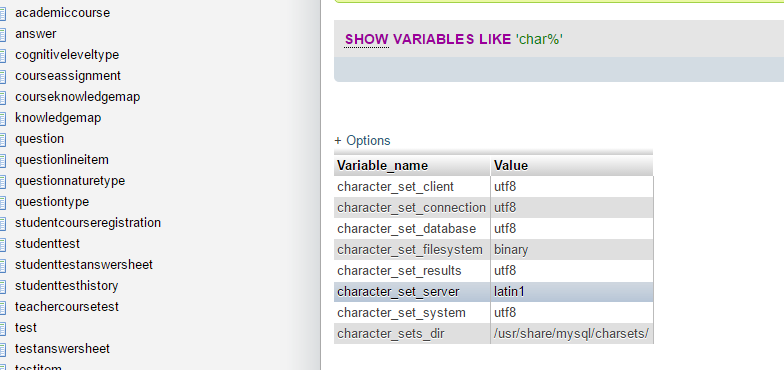 academiccourse
answer
cognitiveleveltype
courseassignment
courseknowledgemap
knowledgemap
question
questionlineitem
questionnaturetype
questiontype
studentcourseregistration
studenttest
studenttestanswersheet
studenttesthistory
teachercoursetest
test
testanswersheet
testitem
SHOW VARIABLES LIKE 'char%'
+ Options
Variable_name Value
character_set_client utf8
character_set_connection utf8
character_set_database utf8
character_set_filesystem binary
character_set_results utf8
character_set_server latin1
character_set_system utf8
character_sets_dir /usr/share/mysql/charsets/